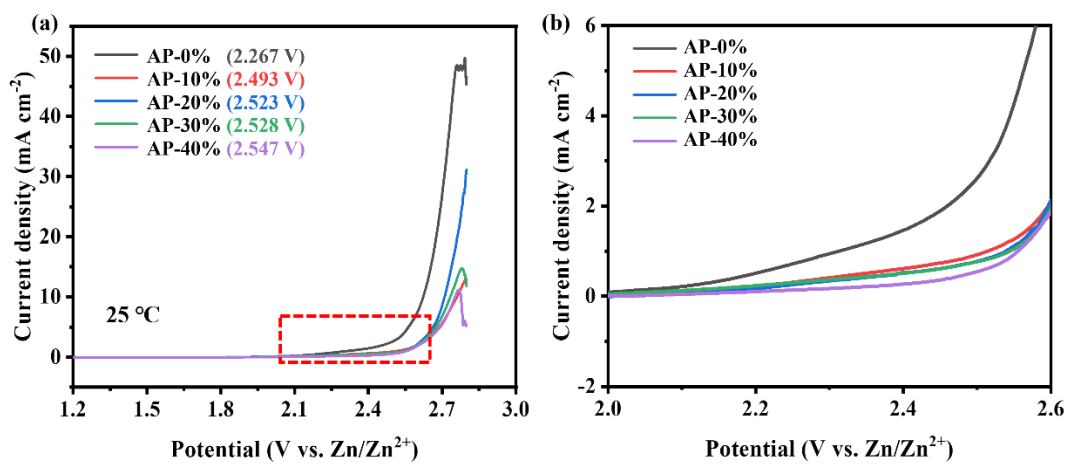 (a)
AP-0% (2.267 V)
AP-10% (2.493 V)
AP-20% (2.523 V)
AP-30% (2.528 V)
AP-40% (2.547 V)
25 ℃
50
40
30
20
10
0
1.2 1.5 1.8 2.1 2.4 2.7 3.0
Current density (mA cm⁻²)
Potential (V vs. Zn/Zn²⁺)
(b)
AP-0%
AP-10%
AP-20%
AP-30%
AP-40%
6
4
2
0
-2
2.0 2.2 2.4 2.6
Current density (mA cm⁻²)
Potential (V vs. Zn/Zn²⁺)